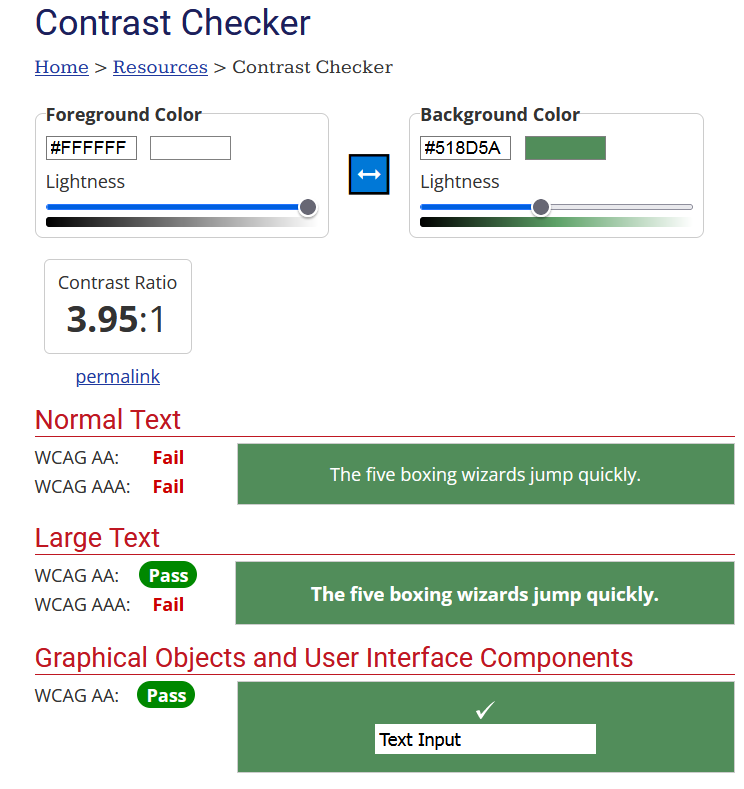 Contrast Checker
Home > Resources > Contrast Checker
Foreground Color
#FFFFFF
Lightness
Background Color
#518D5A
Lightness
Contrast Ratio
3.95:1
permalink
Normal Text
WCAG AA: Fail
WCAG AAA: Fail
The five boxing wizards jump quickly.
Large Text
WCAG AA: Pass
WCAG AAA: Fail
The five boxing wizards jump quickly.
Graphical Objects and User Interface Components
WCAG AA: Pass
Text Input